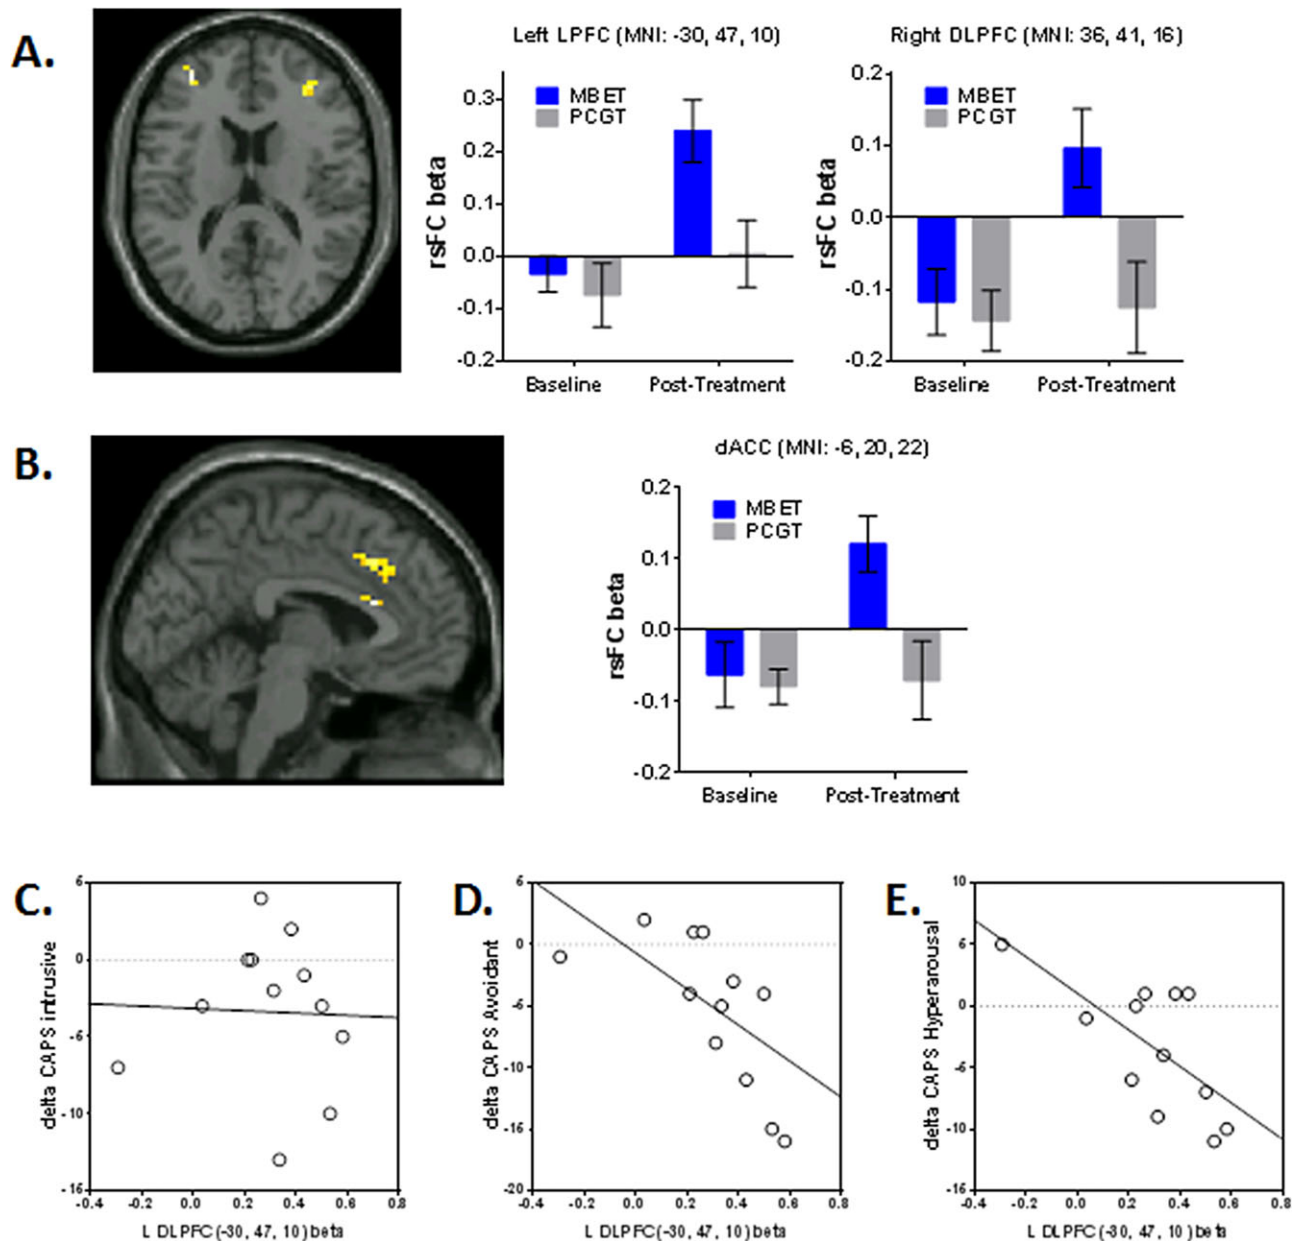 A.
Left LPFC (MNI: -30, 47, 10)
Right DLPFC (MNI: 36, 41, 16)
MBET
PCGT
rsFC beta
0.3
0.2
0.1
0.0
-0.1
-0.2
Baseline
Post-Treatment
MBET
PCGT
rsFC beta
0.2
0.1
0.0
-0.1
-0.2
Baseline
Post-Treatment
B.
dACC (MNI: -6, 20, 22)
MBET
PCGT
rsFC beta
0.2
0.1
0.0
-0.1
-0.2
Baseline
Post-Treatment
C.
delta CAPS intrusive
5
0
-5
-10
-15
-0.4 -0.2 0.0 0.2 0.4 0.6 0.8
L DLPFC(-30, 47, 10) beta
D.
delta CAPS Avoidant
5
0
-5
-10
-15
-20
-0.4 -0.2 0.0 0.2 0.4 0.6 0.8
L DLPFC(-30, 47, 10) beta
E.
delta CAPS Hyperarousal
10
5
0
-5
-10
-15
-0.4 -0.2 0.0 0.2 0.4 0.6 0.8
L DLPFC(-30, 47, 10) beta